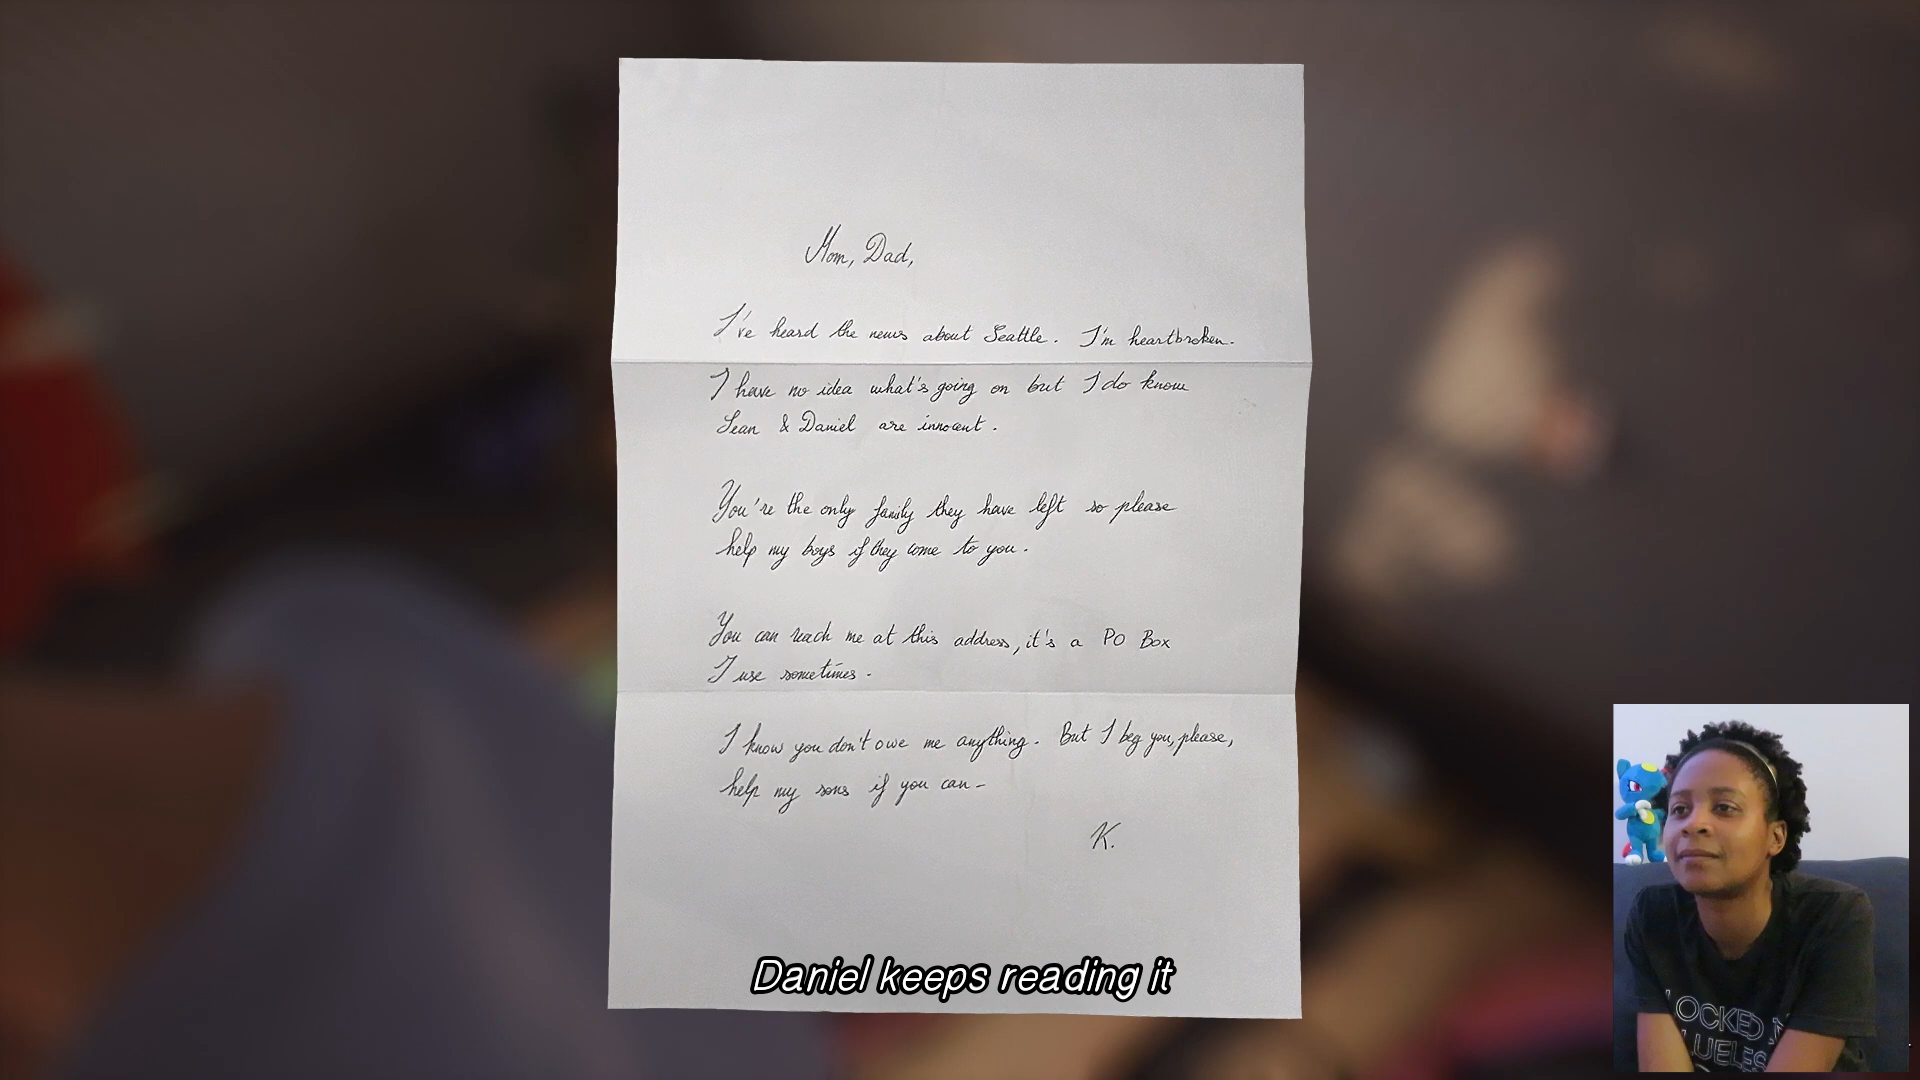 Mom, Dad,
I've heard the news about Seattle. I'm heartbroken.
I have no idea what's going on but I do know
Sean & Daniel are innocent.
You're the only family they have left so please
help my boys if they come to you.
You can reach me at this address, it's a PO Box
I use sometimes.
I know you don't owe me anything. But I beg you, please,
help my sons if you can-
K.
Daniel keeps reading it
OCKED
LUELES